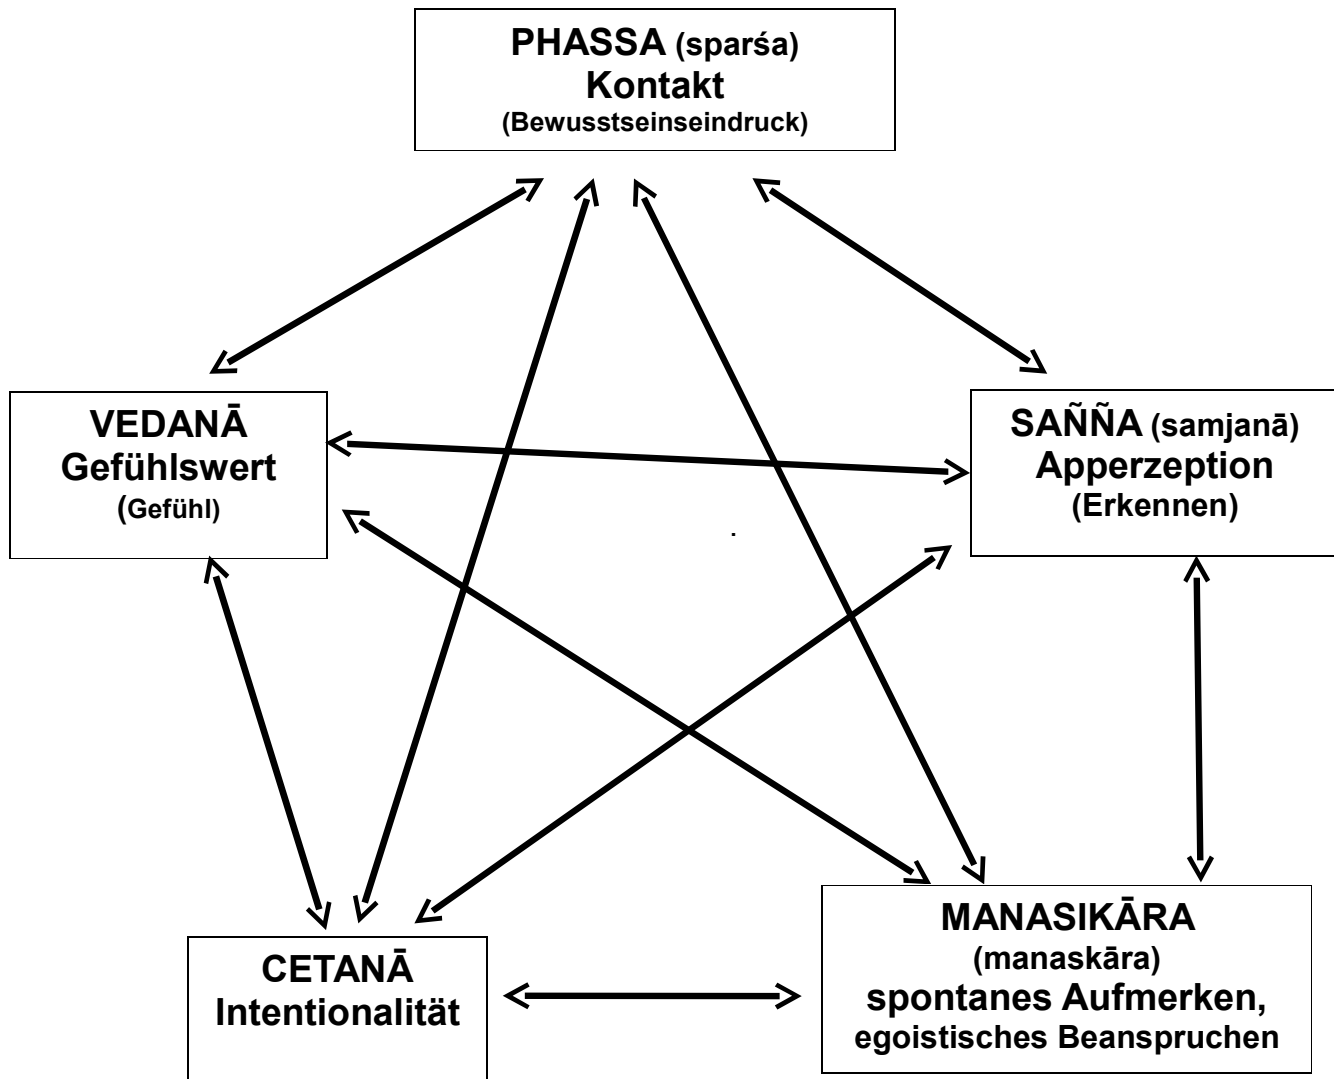 PHASSA (sparśa)
Kontakt
(Bewusstseinseindruck)
VEDANĀ
Gefühlswert
(Gefühl)
SAÑÑA (samjanā)
Apperzeption
(Erkennen)
CETANĀ
Intentionalität
MANASIKĀRA
(manaskāra)
spontanes Aufmerken,
egoistisches Beanspruchen